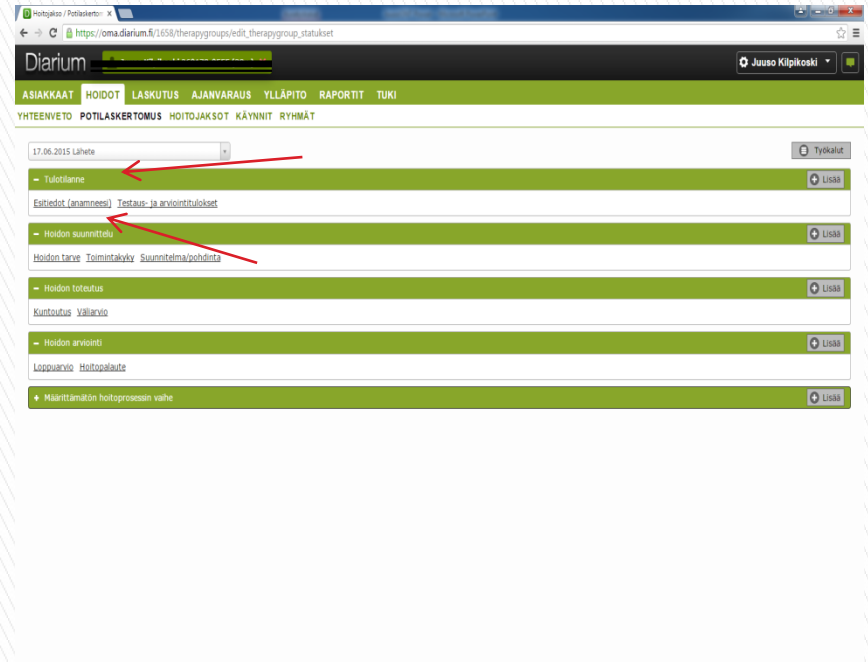 Hoitojakso / Potilaskerton
https://oma.diarium.fi/1658/therapygroups/edit_therapygroup_statukset
Diarium
Juuso Kilpikoski
ASIAKKAAT HOIDOT LASKUTUS AJANVARAUS YLLÄPITO RAPORTIT TUKI
YHTEENVETO POTILASKERTOMUS HOITOJAKSOT KÄYNNIT RYHMÄT
17.06.2015 Lähete Työkalut
− Tulotilanne Lisää
Esitiedot (anamneesi) Testaus- ja arviointitulokset
− Hoidon suunnittelu Lisää
Hoidon tarve Toimintakyky Suunnitelma/pohdinta
− Hoidon toteutus Lisää
Kuntoutus Väliarvio
− Hoidon arviointi Lisää
Loppuarvio Hoitopalaute
+ Määrittämätön hoitoprosessin vaihe Lisää